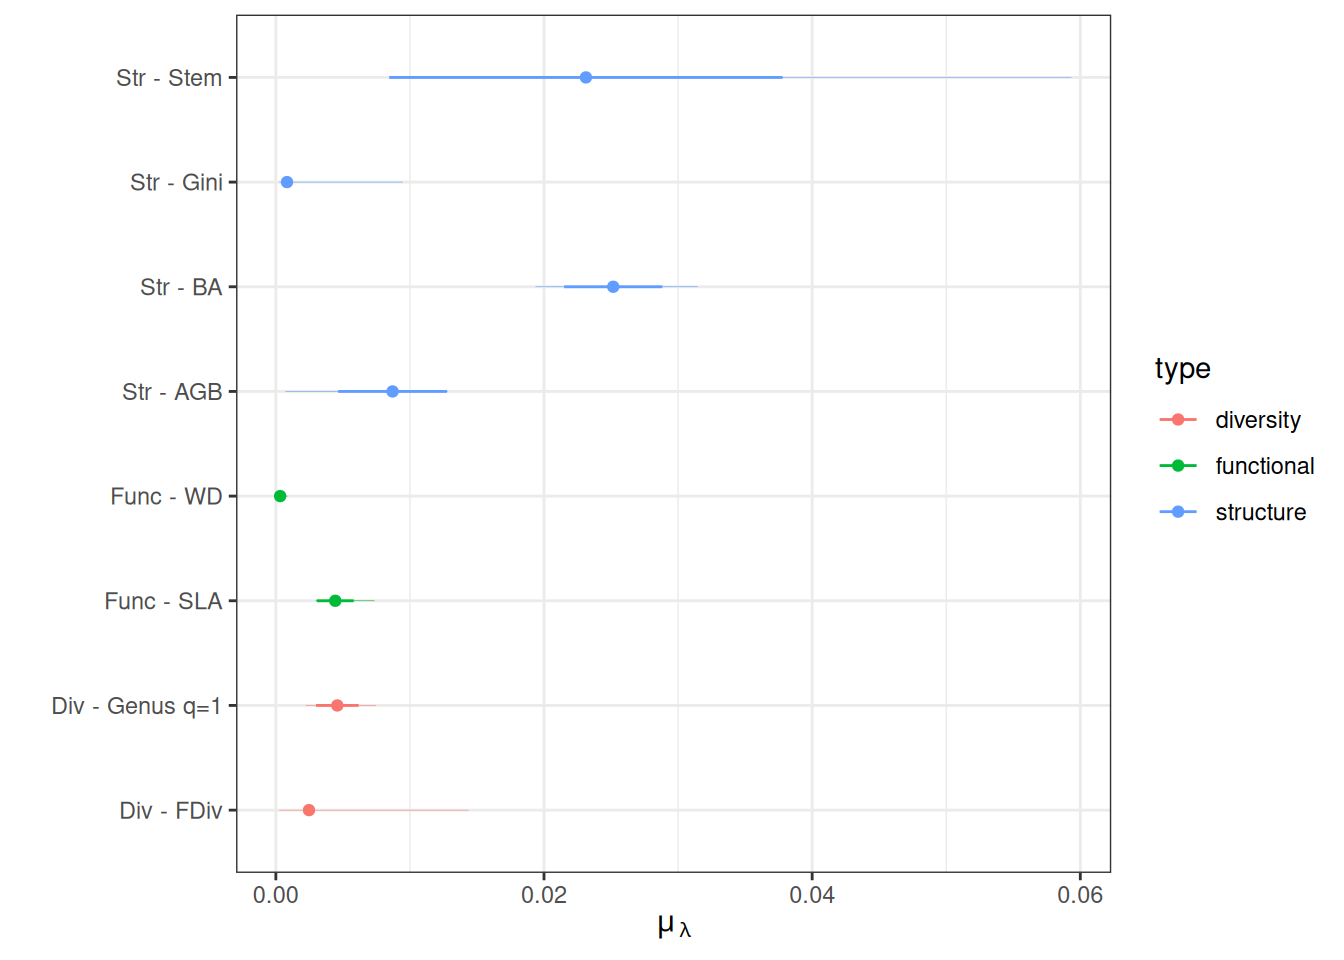 Str - Stem
Str - Gini
Str - BA
Str - AGB
Func - WD
Func - SLA
Div - Genus q=1
Div - FDiv
0.00 0.02 0.04 0.06
μ λ
type
diversity
functional
structure